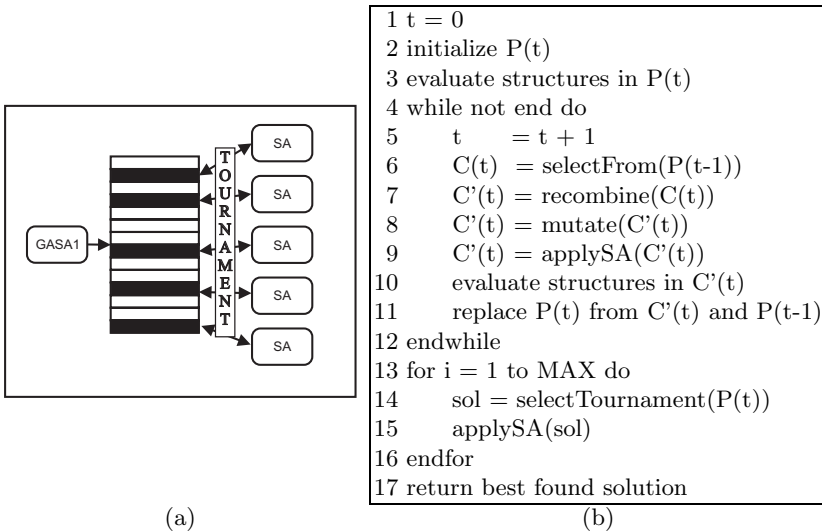 GASA1
TOURNAMENT
SA
SA
SA
SA
SA
(a)
1 t = 0
2 initialize P(t)
3 evaluate structures in P(t)
4 while not end do
5 t = t + 1
6 C(t) = selectFrom(P(t-1))
7 C'(t) = recombine(C(t))
8 C'(t) = mutate(C'(t))
9 C'(t) = applySA(C'(t))
10 evaluate structures in C'(t)
11 replace P(t) from C'(t) and P(t-1)
12 endwhile
13 for i = 1 to MAX do
14 sol = selectTournament(P(t))
15 applySA(sol)
16 endfor
17 return best found solution
(b)